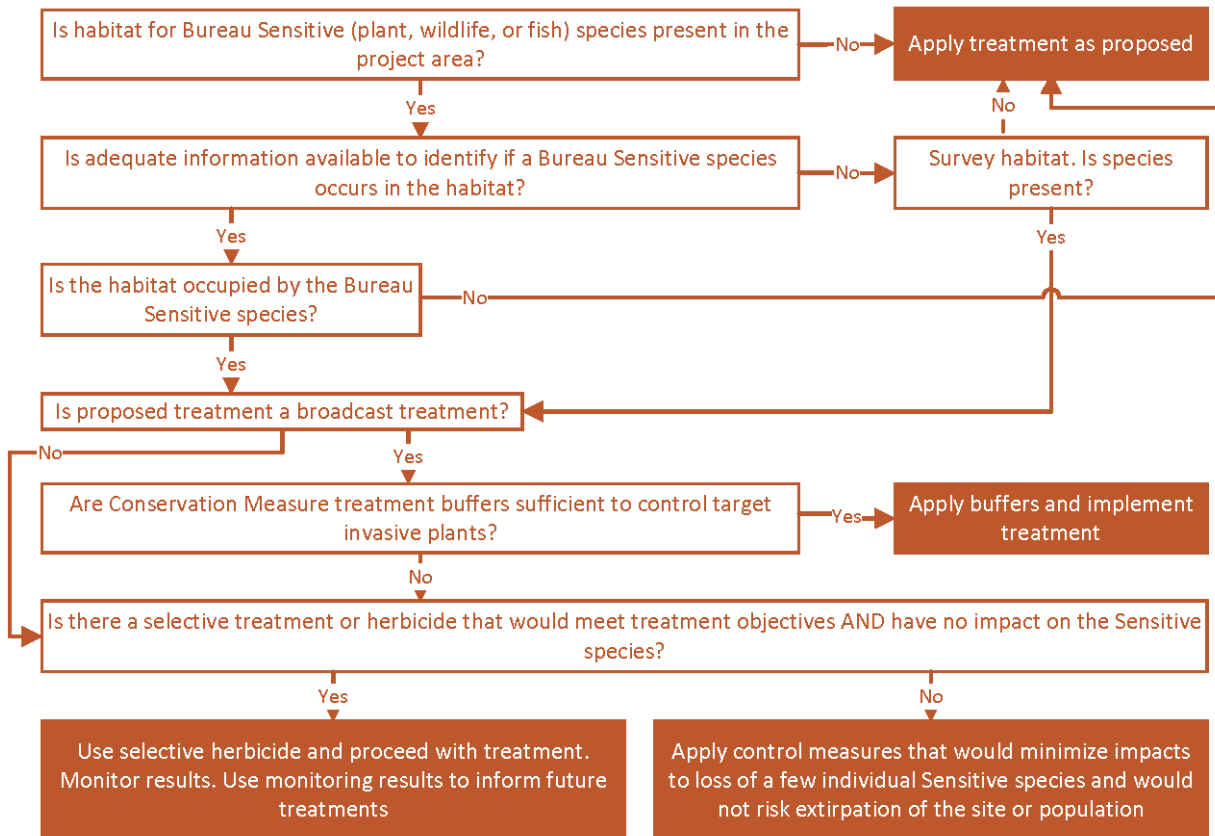 Is habitat for Bureau Sensitive (plant, wildlife, or fish) species present in the
project area?
No
Apply treatment as proposed
Yes
No
Is adequate information available to identify if a Bureau Sensitive species
occurs in the habitat?
No
Survey habitat. Is species
present?
Yes
Yes
Is the habitat occupied by the Bureau
Sensitive species?
No
Yes
Is proposed treatment a broadcast treatment?
No
Yes
Are Conservation Measure treatment buffers sufficient to control target
invasive plants?
Yes
Apply buffers and implement
treatment
No
Is there a selective treatment or herbicide that would meet treatment objectives AND have no impact on the Sensitive
species?
Yes
No
Use selective herbicide and proceed with treatment.
Monitor results. Use monitoring results to inform future
treatments
Apply control measures that would minimize impacts
to loss of a few individual Sensitive species and would
not risk extirpation of the site or population